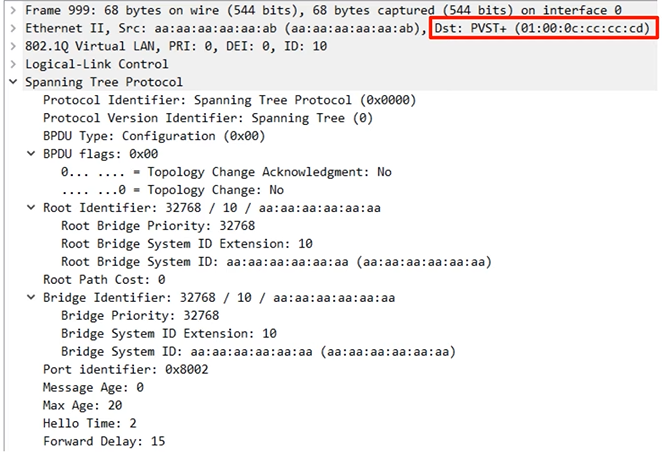 Frame 999: 68 bytes on wire (544 bits), 68 bytes captured (544 bits) on interface 0
Ethernet II, Src: aa:aa:aa:aa:aa:ab (aa:aa:aa:aa:aa:ab), Dst: PVST+ (01:00:0c:cc:cc:cd)
802.1Q Virtual LAN, PRI: 0, DEI: 0, ID: 10
Logical-Link Control
Spanning Tree Protocol
Protocol Identifier: Spanning Tree Protocol (0x0000)
Protocol Version Identifier: Spanning Tree (0)
BPDU Type: Configuration (0x00)
BPDU flags: 0x00
0... .... = Topology Change Acknowledgment: No
.... ...0 = Topology Change: No
Root Identifier: 32768 / 10 / aa:aa:aa:aa:aa:aa
Root Bridge Priority: 32768
Root Bridge System ID Extension: 10
Root Bridge System ID: aa:aa:aa:aa:aa:aa (aa:aa:aa:aa:aa:aa)
Root Path Cost: 0
Bridge Identifier: 32768 / 10 / aa:aa:aa:aa:aa:aa
Bridge Priority: 32768
Bridge System ID Extension: 10
Bridge System ID: aa:aa:aa:aa:aa:aa (aa:aa:aa:aa:aa:aa)
Port identifier: 0x8002
Message Age: 0
Max Age: 20
Hello Time: 2
Forward Delay: 15